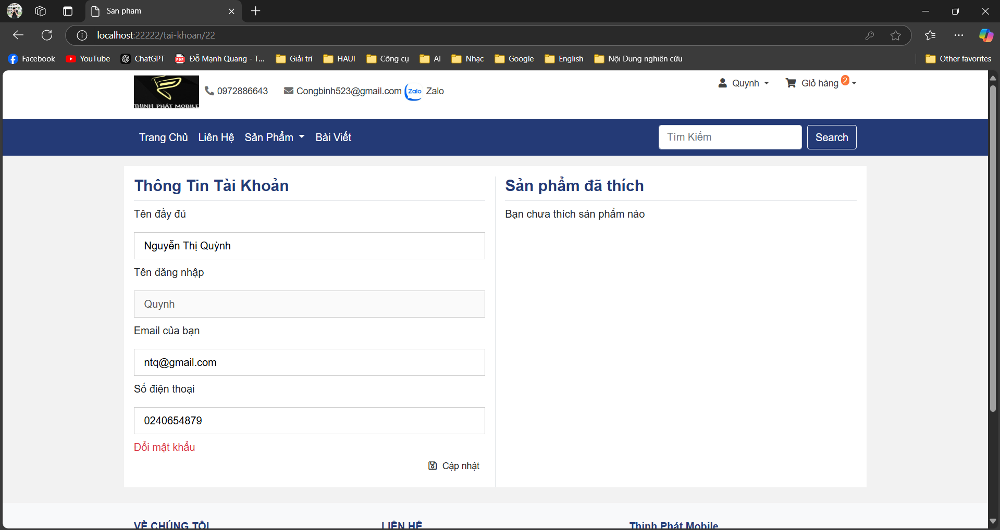 San pham
localhost:22222/tai-khoan/22
Facebook YouTube ChatGPT Đỗ Mạnh Quang - T... Giải trí HAUI Công cụ AI Nhạc Google English Nội Dung nghiên cứu Other favorites
THỊNH PHÁT MOBILE 0972886643 Congbinh523@gmail.com Zalo Zalo Quynh Giỏ hàng 2
Trang Chủ Liên Hệ Sản Phẩm Bài Viết Tìm Kiếm Search
Thông Tin Tài Khoản
Tên đầy đủ
Nguyễn Thị Quỳnh
Tên đăng nhập
Quynh
Email của bạn
ntq@gmail.com
Số điện thoại
0240654879
Đổi mật khẩu
Cập nhật
Sản phẩm đã thích
Bạn chưa thích sản phẩm nào
VỀ CHÚNG TÔI LIÊN HỆ Thịnh Phát Mobile